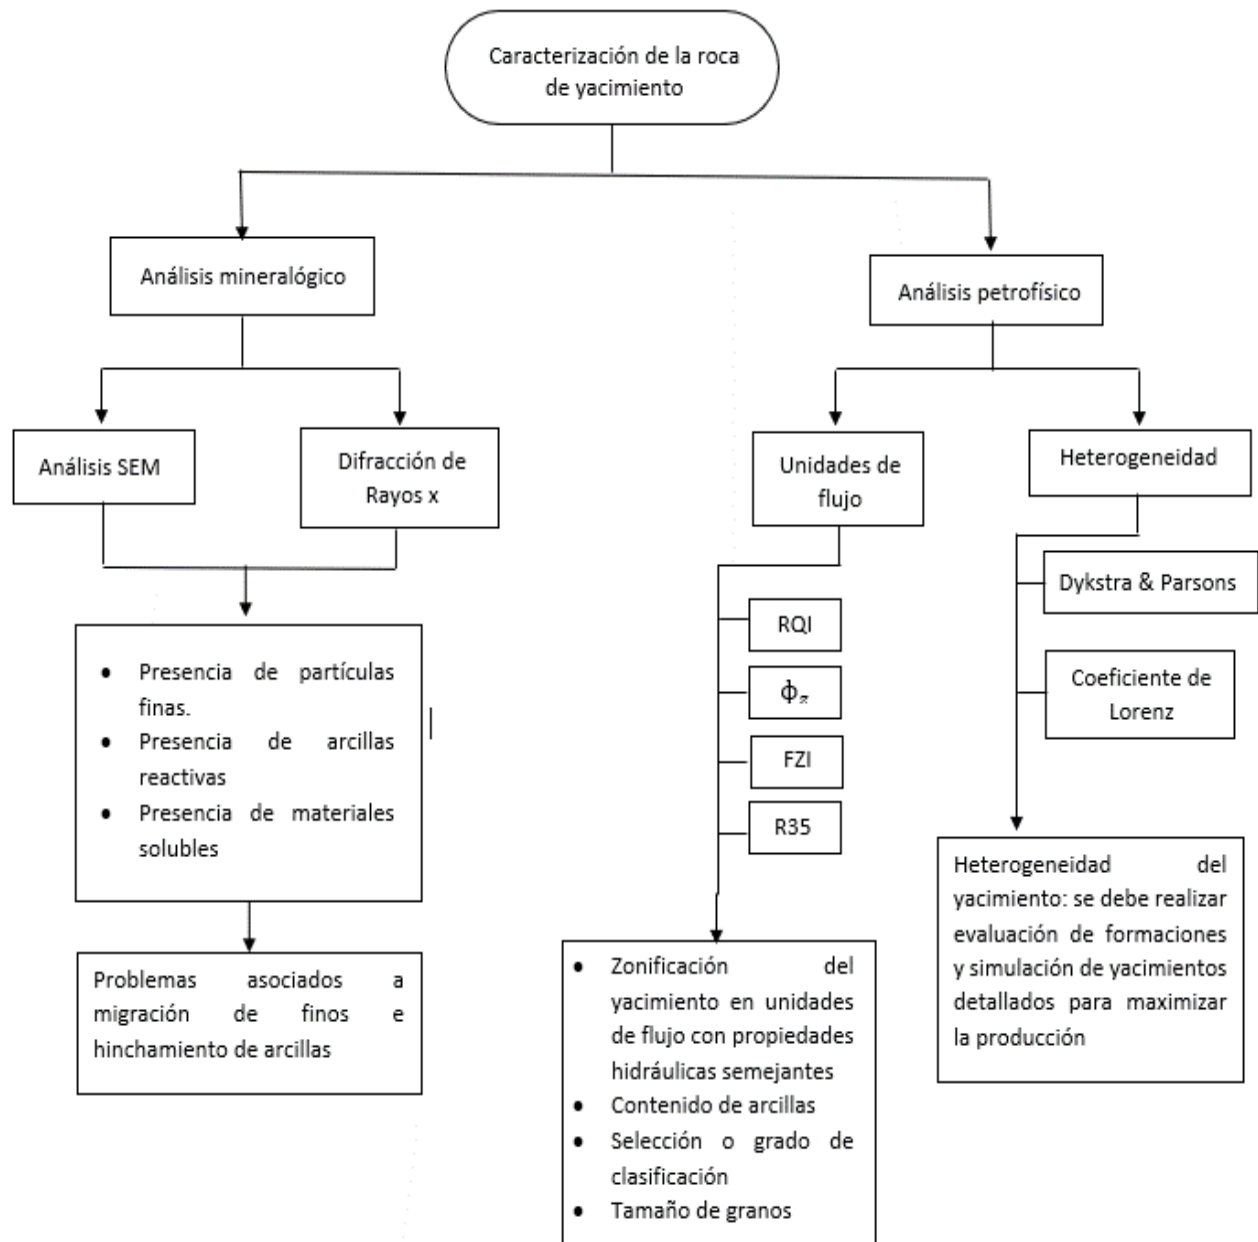 Caracterización de la roca
de yacimiento
Análisis mineralógico
Análisis petrofísico
Análisis SEM
Difracción de
Rayos x
Unidades de
flujo
Heterogeneidad
Dykstra & Parsons
Coeficiente de
Lorenz
RQI
ϕz
FZI
R35
• Presencia de partículas
finas.
• Presencia de arcillas
reactivas
• Presencia de materiales
solubles
Problemas asociados a
migración de finos e
hinchamiento de arcillas
• Zonificación del
yacimiento en unidades
de flujo con propiedades
hidráulicas semejantes
• Contenido de arcillas
• Selección o grado de
clasificación
• Tamaño de granos
Heterogeneidad del
yacimiento: se debe realizar
evaluación de formaciones
y simulación de yacimientos
detallados para maximizar
la producción